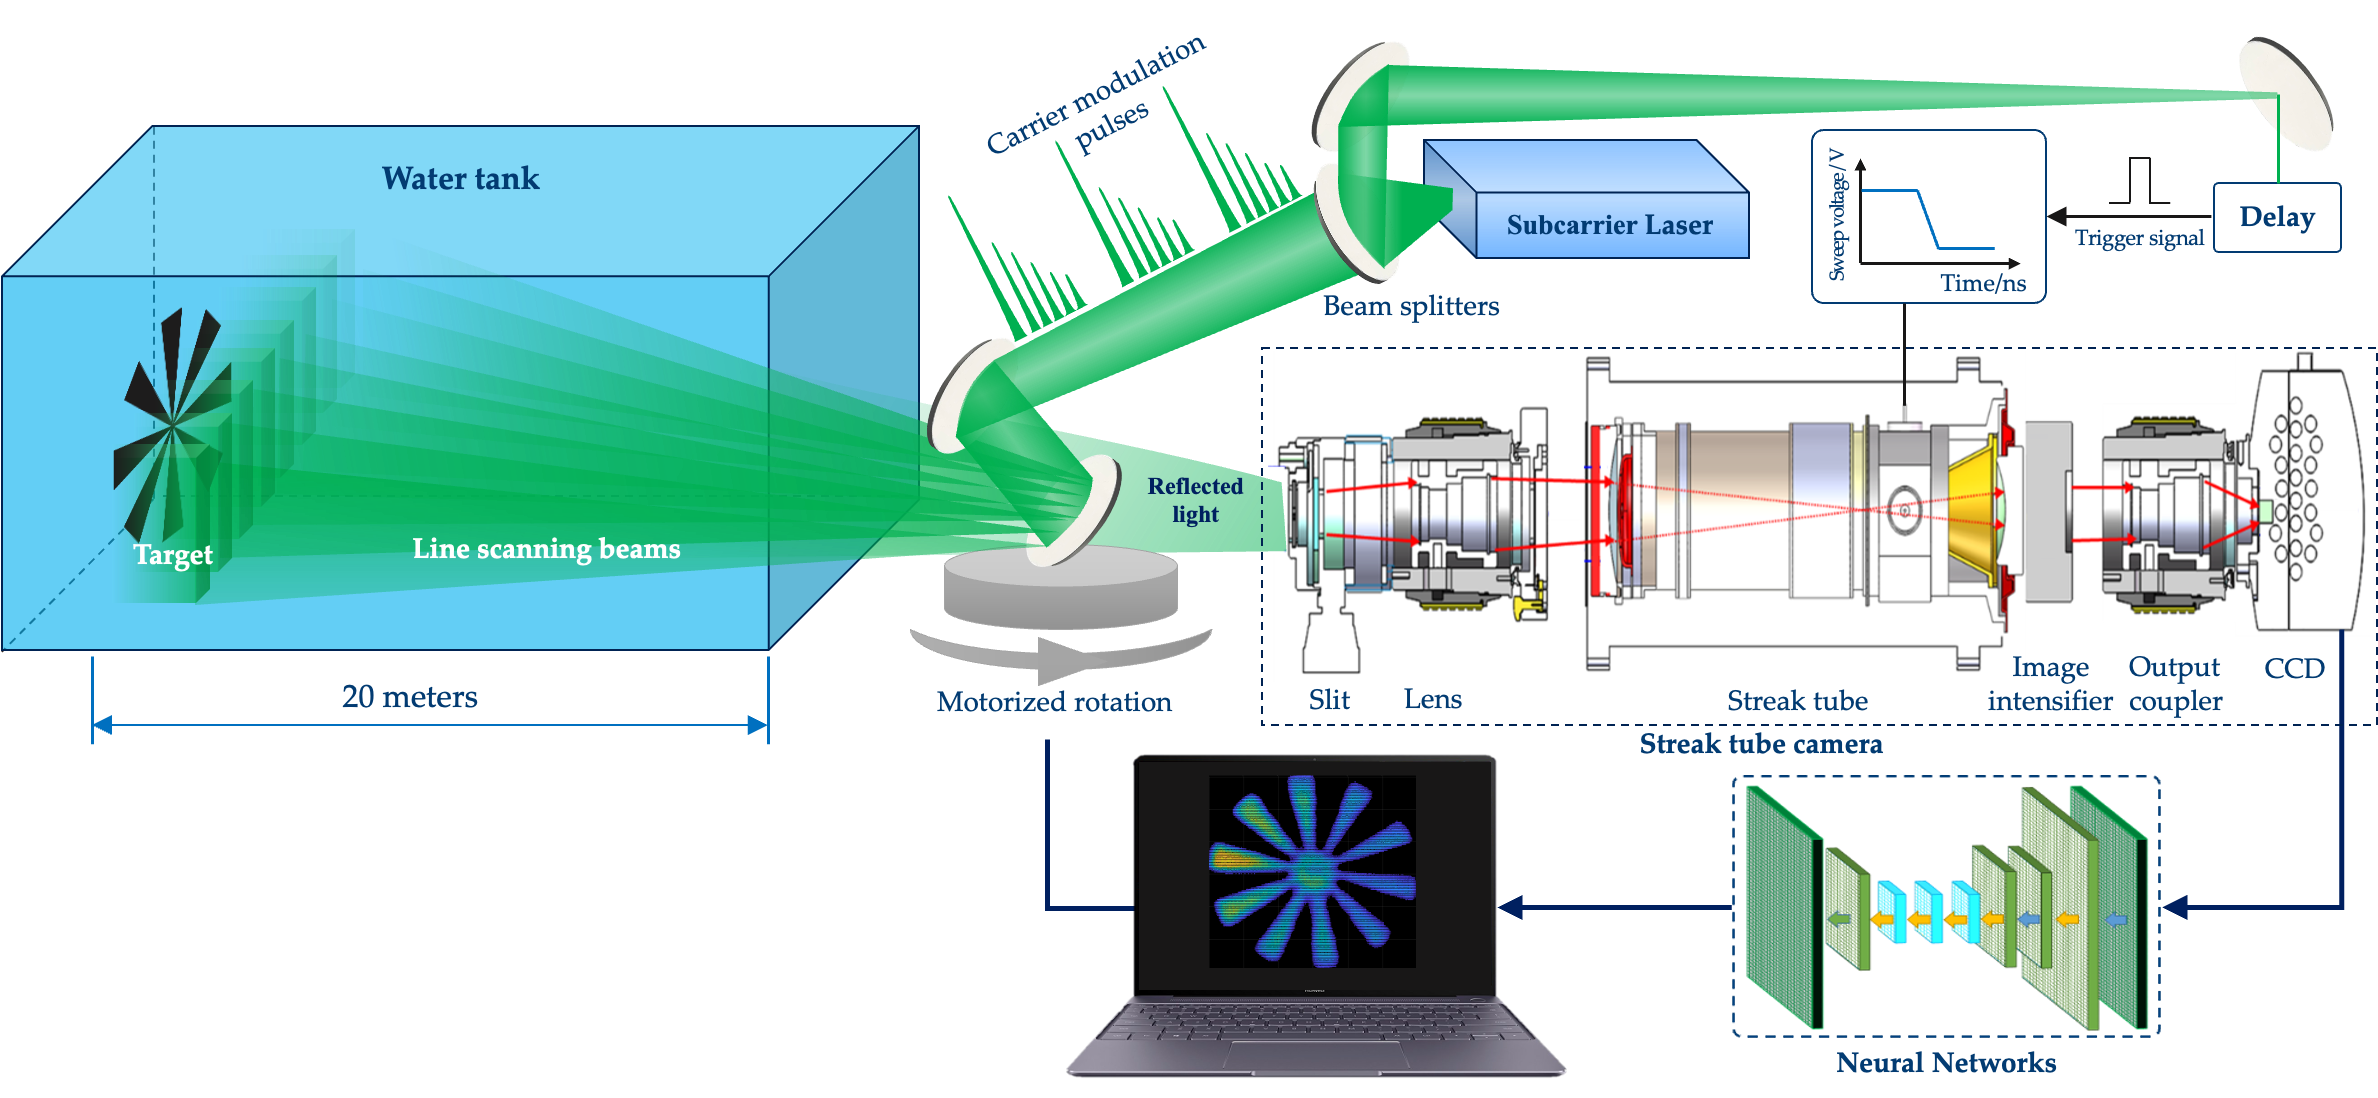 Carrier modulation
pulses
Water tank
Subcarrier Laser
Sweep voltage/V
Time/ns
Trigger signal
Delay
Beam splitters
Reflected
light
Target
Line scanning beams
20 meters
Motorized rotation
Slit
Lens
Streak tube
Image
intensifier
Output
coupler
CCD
Streak tube camera
Neural Networks